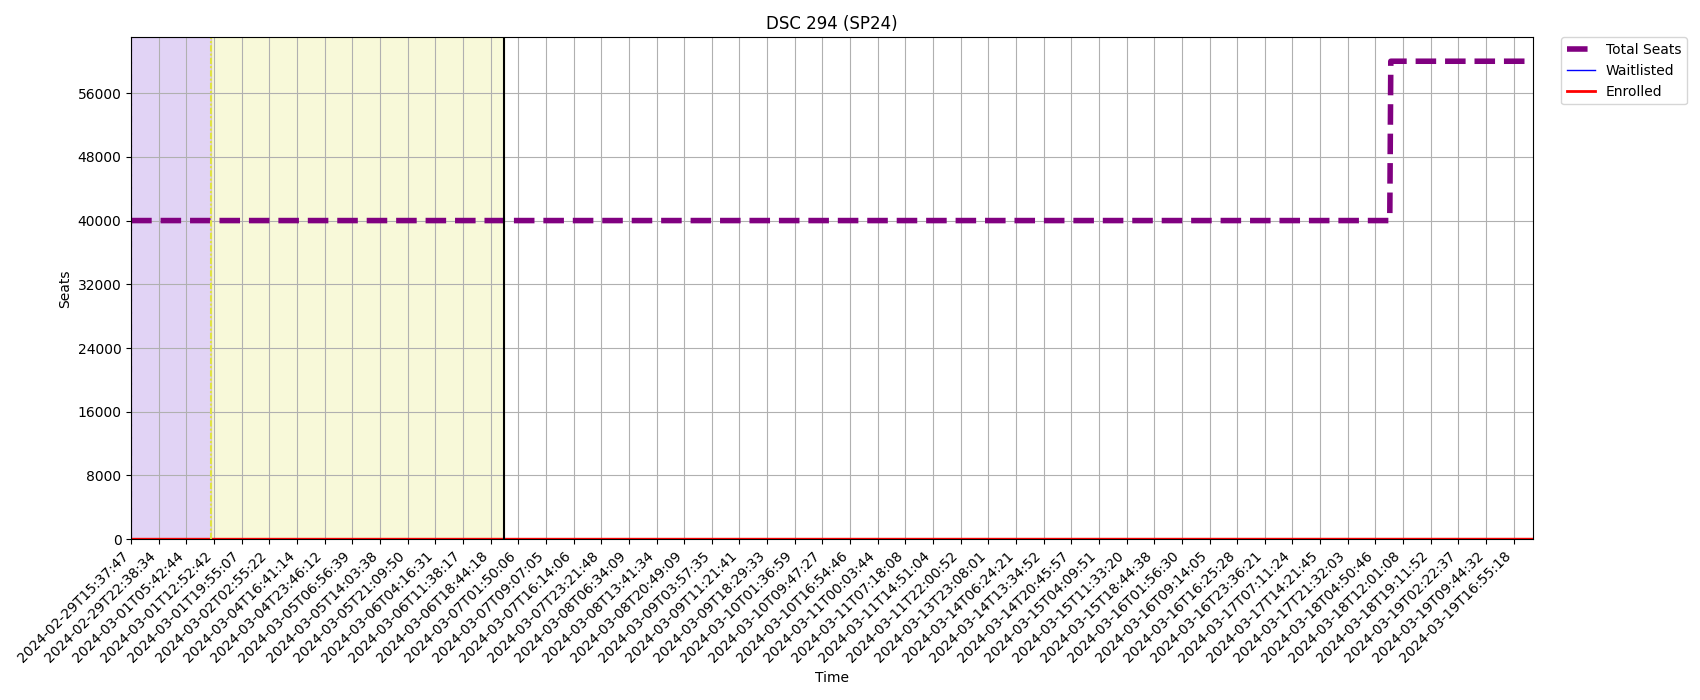 DSC 294 (SP24)
Total Seats
Waitlisted
Enrolled
Seats
56000
48000
40000
32000
24000
16000
8000
0
2024-02-29T15:37:47
2024-02-29T22:38:34
2024-03-01T05:42:44
2024-03-01T12:52:42
2024-03-01T19:55:07
2024-03-02T02:55:22
2024-03-04T16:41:14
2024-03-04T23:46:12
2024-03-05T06:56:39
2024-03-05T14:03:38
2024-03-05T21:09:50
2024-03-06T04:16:31
2024-03-06T11:38:17
2024-03-06T18:44:18
2024-03-07T01:50:06
2024-03-07T09:07:05
2024-03-07T16:14:06
2024-03-07T23:21:48
2024-03-08T06:34:09
2024-03-08T13:41:34
2024-03-08T20:49:09
2024-03-09T03:57:35
2024-03-09T11:21:41
2024-03-09T18:29:33
2024-03-10T01:36:59
2024-03-10T09:47:27
2024-03-10T16:54:46
2024-03-11T00:03:44
2024-03-11T07:18:09
2024-03-11T14:51:04
2024-03-11T22:00:52
2024-03-13T23:08:01
2024-03-14T06:24:21
2024-03-14T13:34:52
2024-03-14T20:45:57
2024-03-15T04:09:51
2024-03-15T11:33:20
2024-03-15T18:44:38
2024-03-16T01:56:30
2024-03-16T09:14:05
2024-03-16T16:25:28
2024-03-16T23:36:21
2024-03-17T07:11:24
2024-03-17T14:21:45
2024-03-17T21:32:03
2024-03-18T04:50:46
2024-03-18T12:01:08
2024-03-18T19:11:52
2024-03-19T02:22:37
2024-03-19T09:44:32
2024-03-19T16:55:18
Time